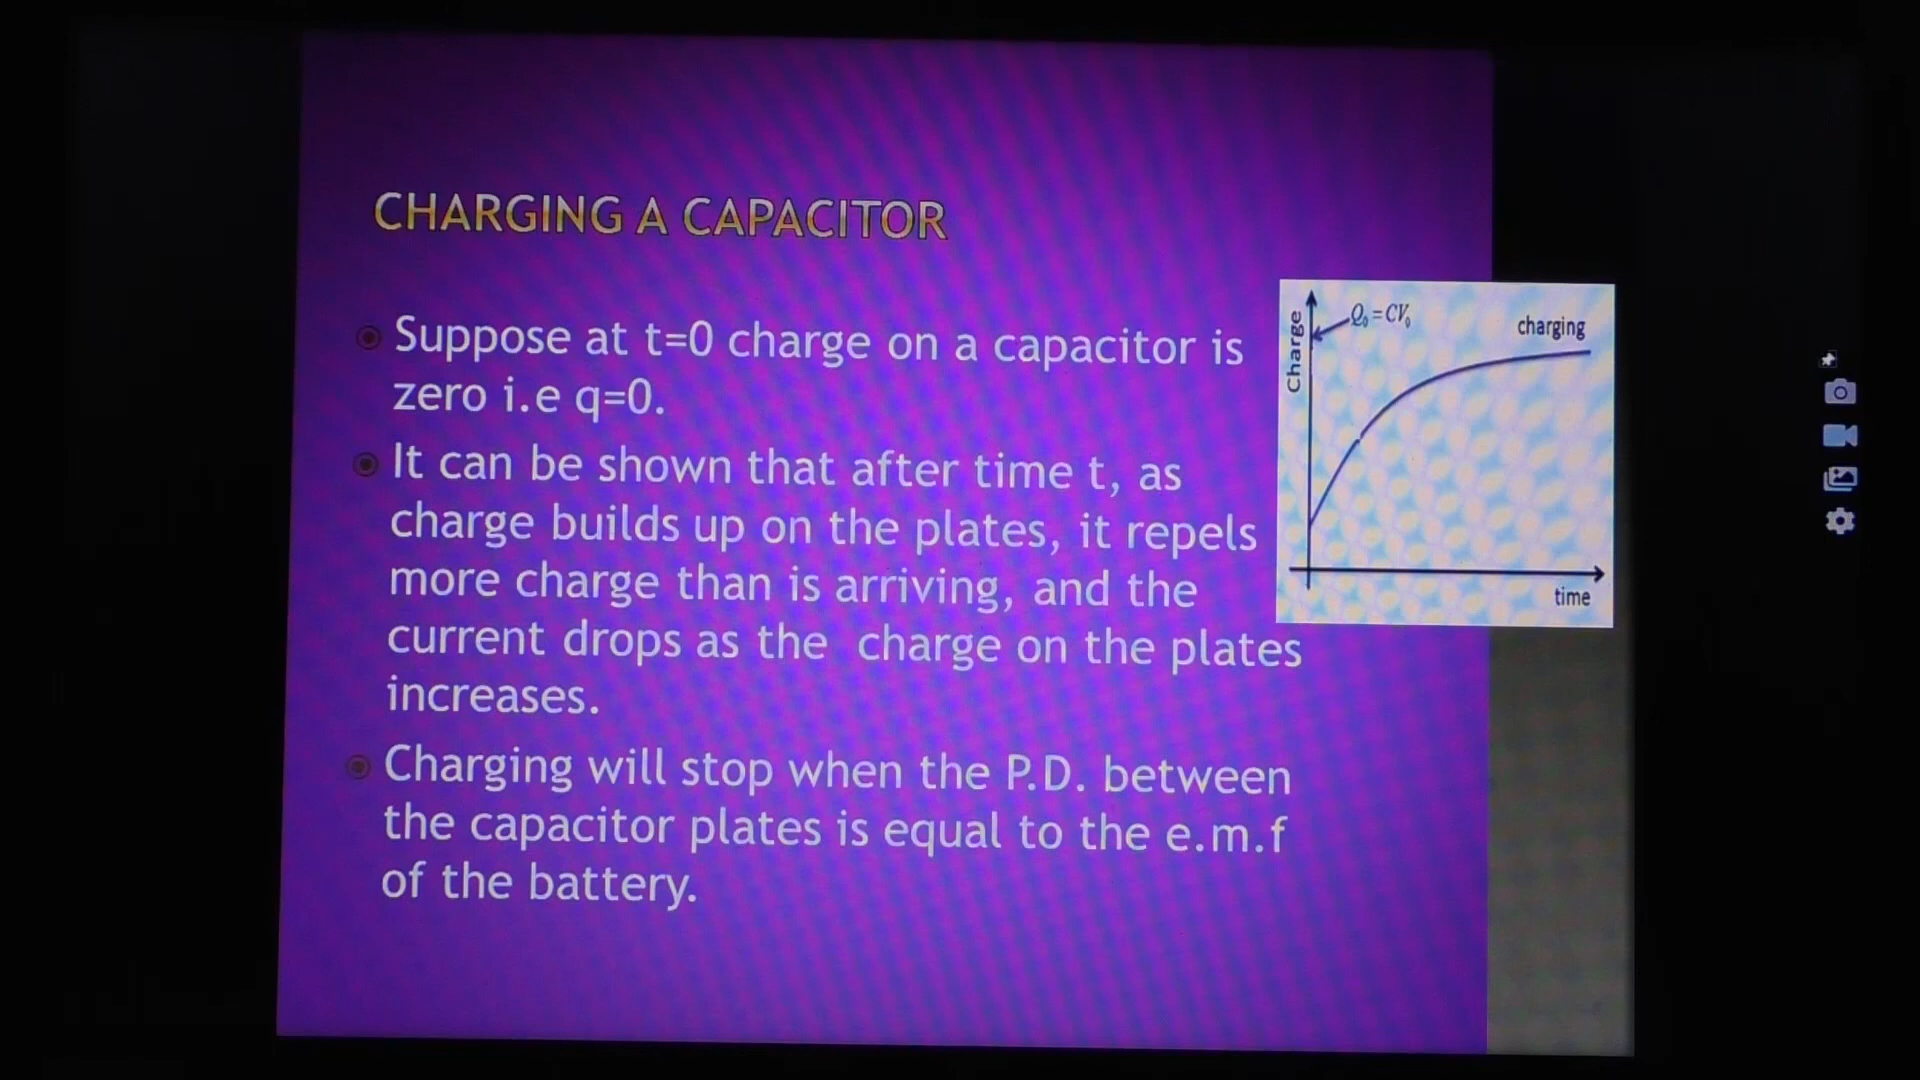 CHARGING A CAPACITOR
Suppose at t=0 charge on a capacitor is
zero i.e q=0.
It can be shown that after time t, as
charge builds up on the plates, it repels
more charge than is arriving, and the
current drops as the charge on the plates
increases.
Charging will stop when the P.D. between
the capacitor plates is equal to the e.m.f
of the battery.
Charge
Q₀=CV₀
charging
time